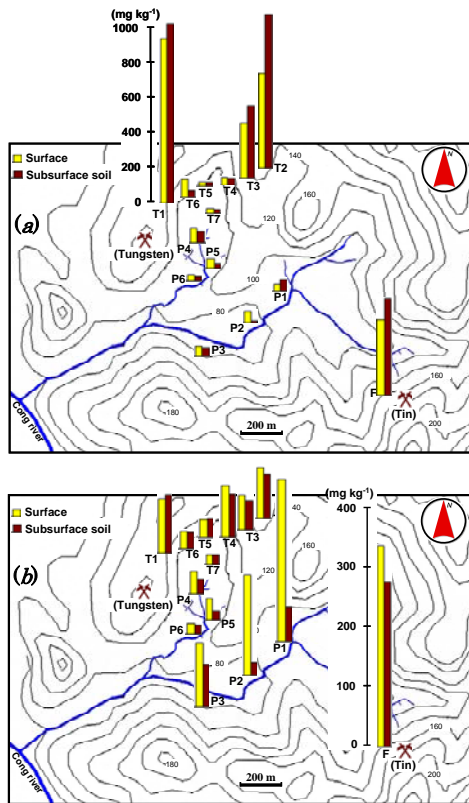 (mg kg⁻¹)
1000
800
600
400
200
0
Surface
Subsurface soil
(a)
T1
T6
T5
T4
T3
T2
T7
P4
P5
P6
P1
P2
P3
F
(Tungsten)
(Tin)
140
160
120
100
80
180
160
200
200 m
Cong river
(mg kg⁻¹)
400
300
200
100
0
Surface
Subsurface soil
(b)
T1
T6
T5
T4
T3
T7
P4
P5
P6
P1
P2
P3
F
(Tungsten)
(Tin)
40
160
120
80
180
160
200
200 m
Cong river